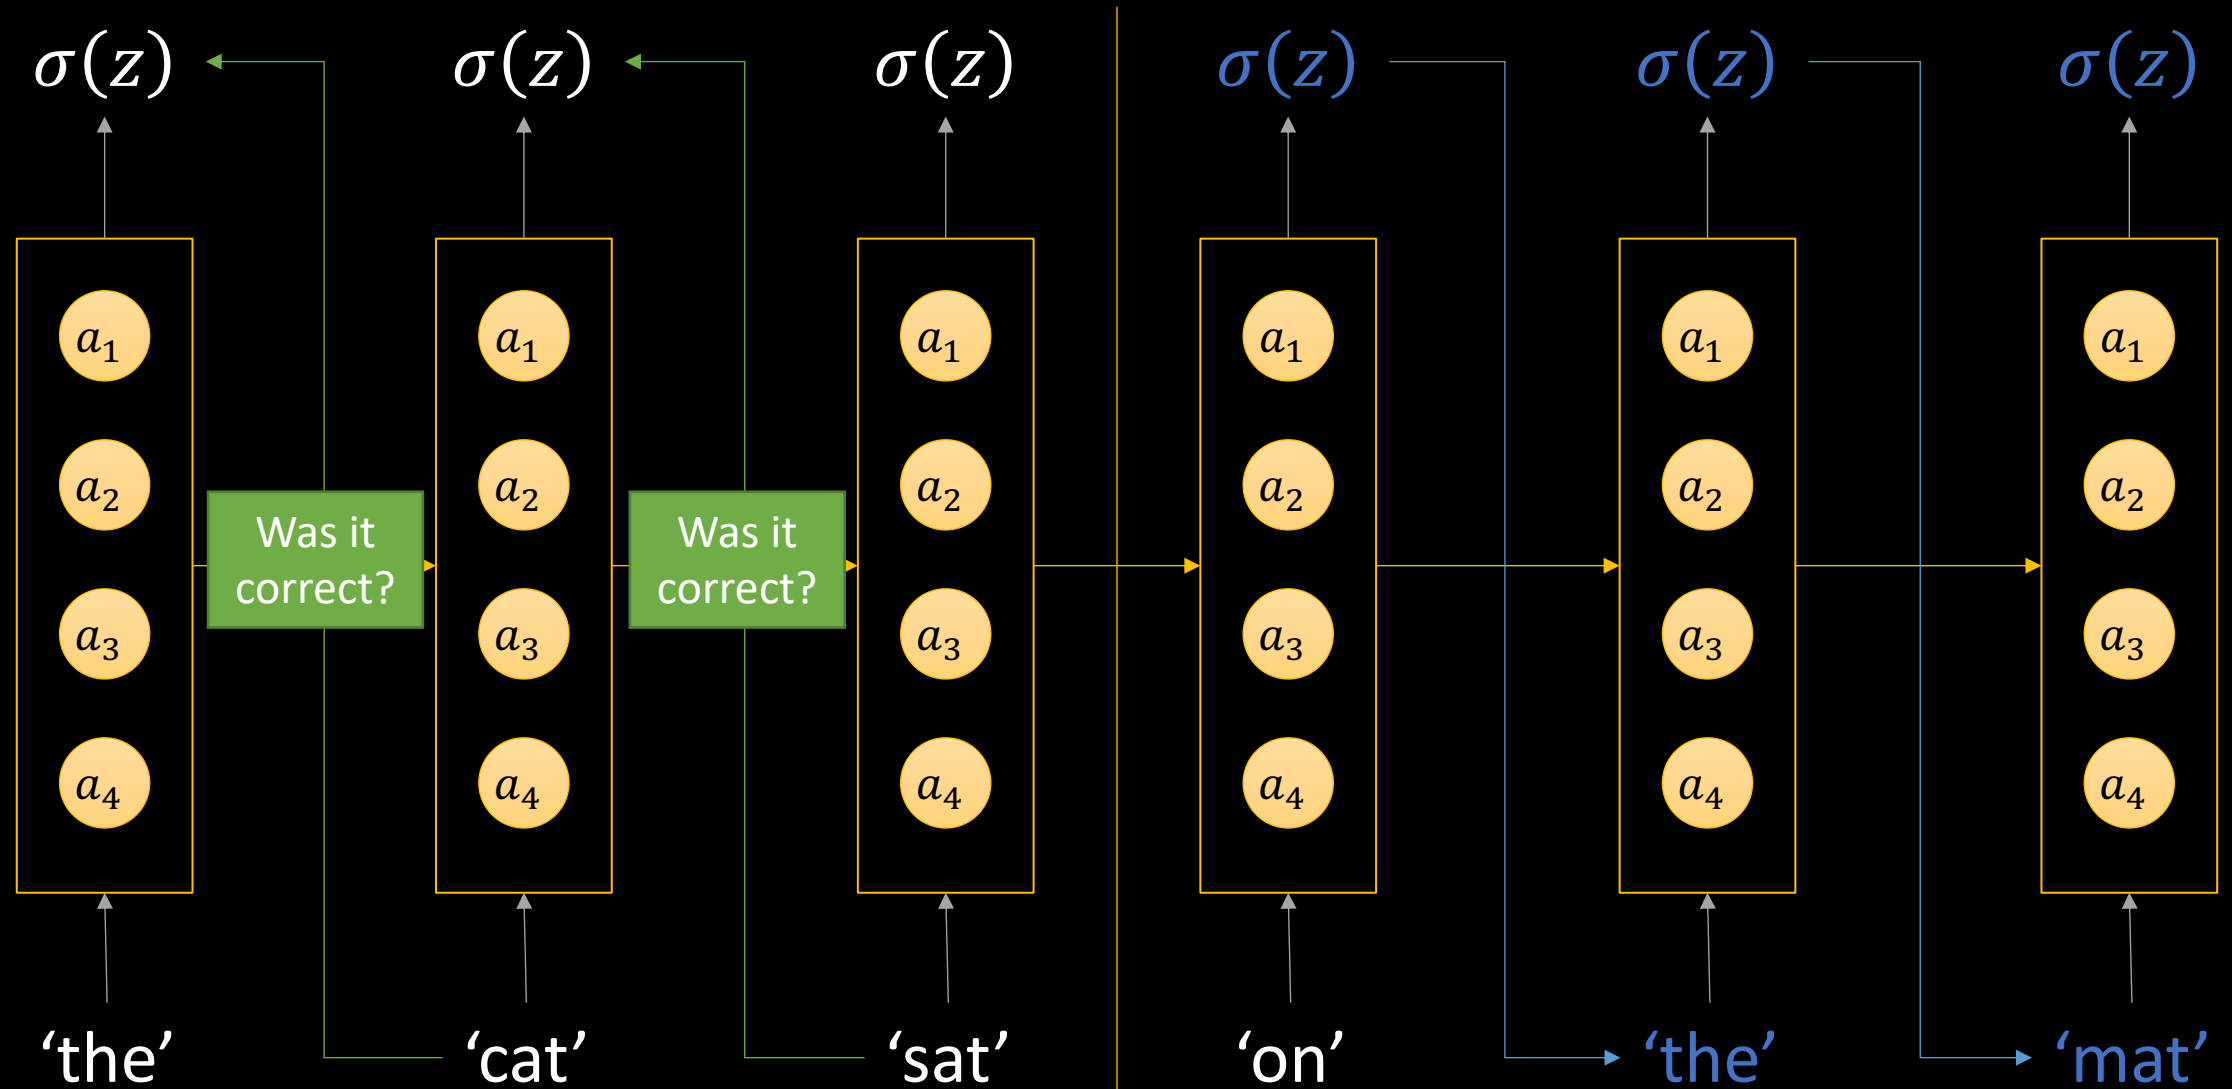 σ(z) σ(z) σ(z) σ(z) σ(z) σ(z)
a₁ a₁ a₁ a₁ a₁ a₁
a₂ a₂ a₂ a₂ a₂ a₂
Was it Was it
correct? correct?
a₃ a₃ a₃ a₃ a₃ a₃
a₄ a₄ a₄ a₄ a₄ a₄
‘the’ ‘cat’ ‘sat’ ‘on’ ‘the’ ‘mat’